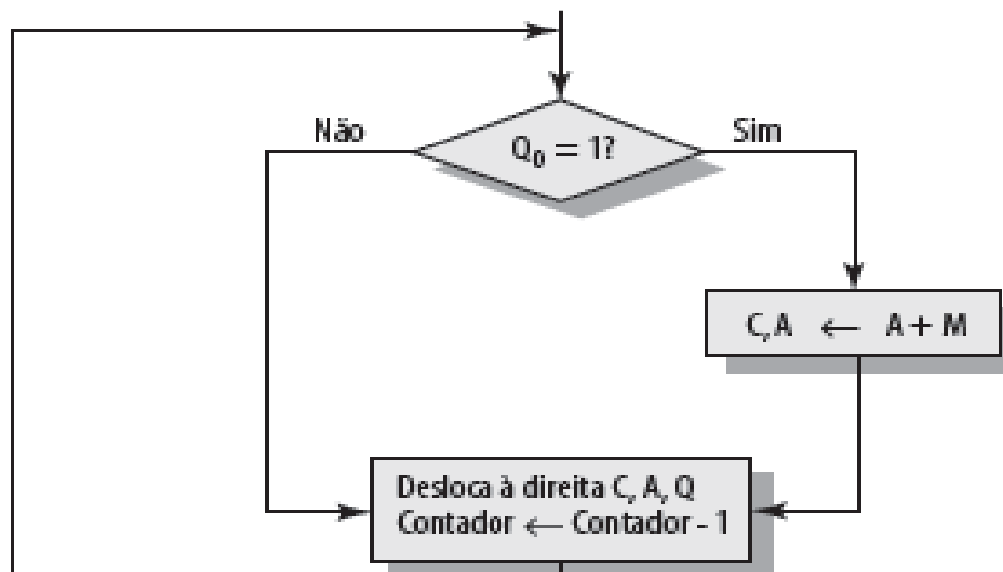 Não
Q₀ = 1?
Sim
C, A ← A + M
Desloca à direita C, A, Q
Contador ← Contador - 1